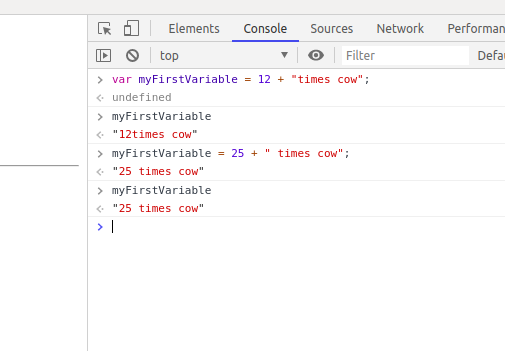 Elements Console Sources Network Performan
top Filter Defau
var myFirstVariable = 12 + "times cow";
undefined
myFirstVariable
"12times cow"
myFirstVariable = 25 + " times cow";
"25 times cow"
myFirstVariable
"25 times cow"